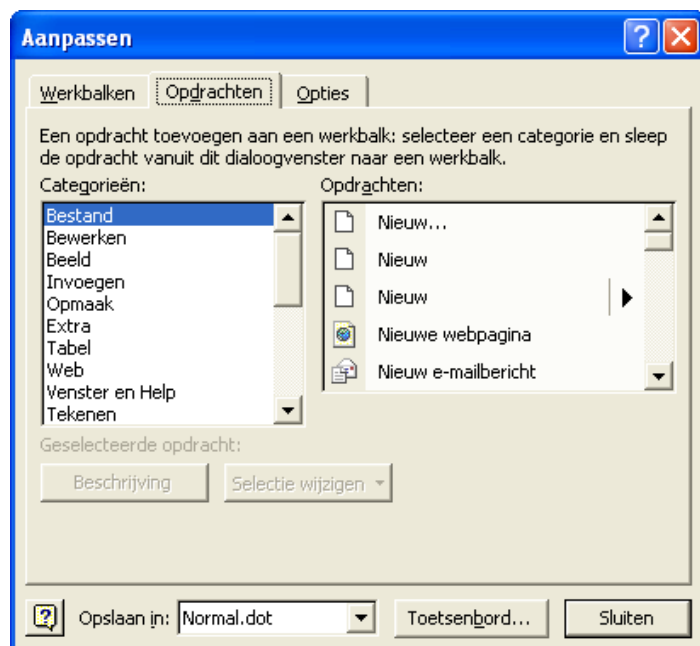 Aanpassen
Werkbalken Opdrachten Opties
Een opdracht toevoegen aan een werkbalk: selecteer een categorie en sleep
de opdracht vanuit dit dialoogvenster naar een werkbalk.
Categorieën:
Bestand
Bewerken
Beeld
Invoegen
Opmaak
Extra
Tabel
Web
Venster en Help
Tekenen
Opdrachten:
Nieuw...
Nieuw
Nieuw
Nieuwe webpagina
Nieuw e-mailbericht
Geselecteerde opdracht:
Beschrijving Selectie wijzigen
Opslaan in: Normal.dot Toetsenbord... Sluiten